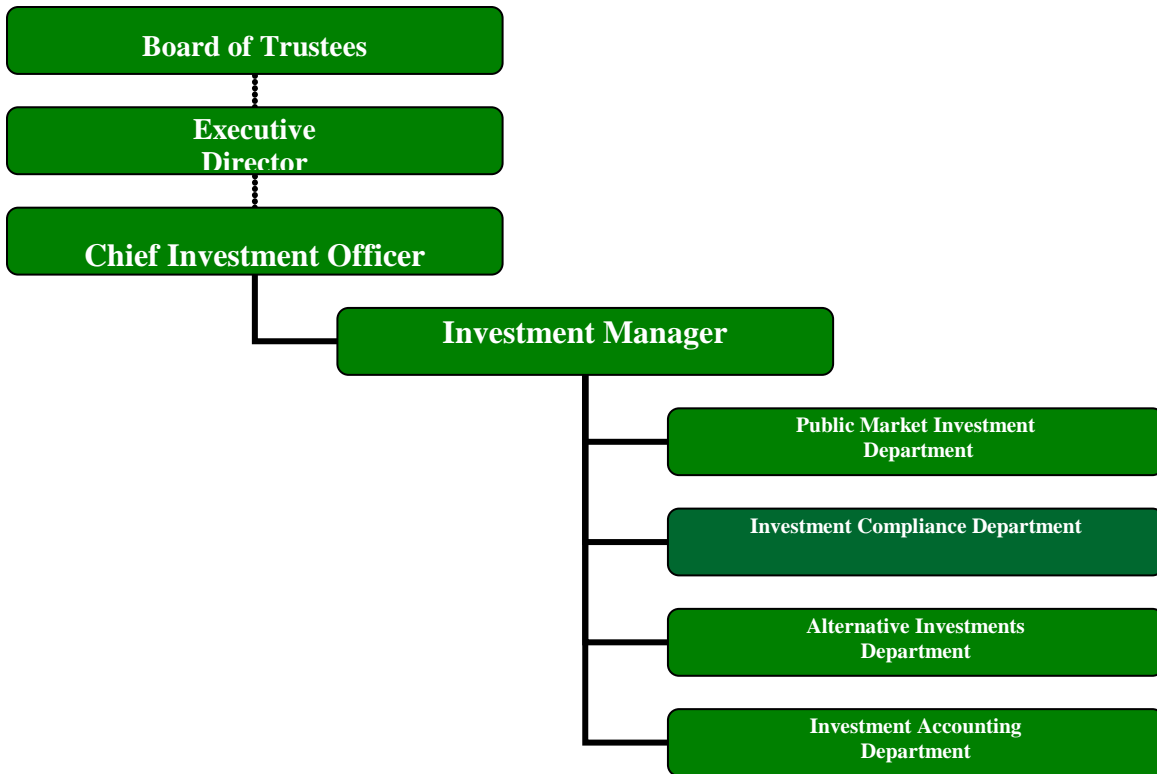 Board of Trustees
Executive
Director
Chief Investment Officer
Investment Manager
Public Market Investment
Department
Investment Compliance Department
Alternative Investments
Department
Investment Accounting
Department